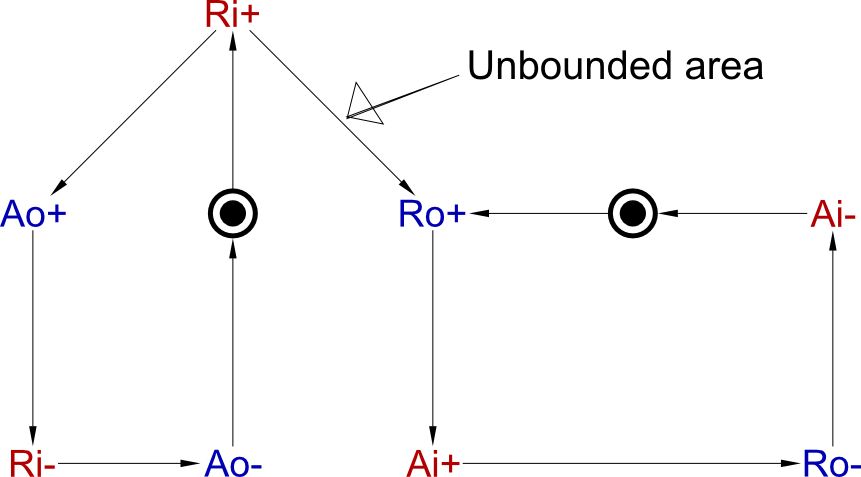 Ri+
Unbounded area
Ao+
Ro+
Ai-
Ri-
Ao-
Ai+
Ro-